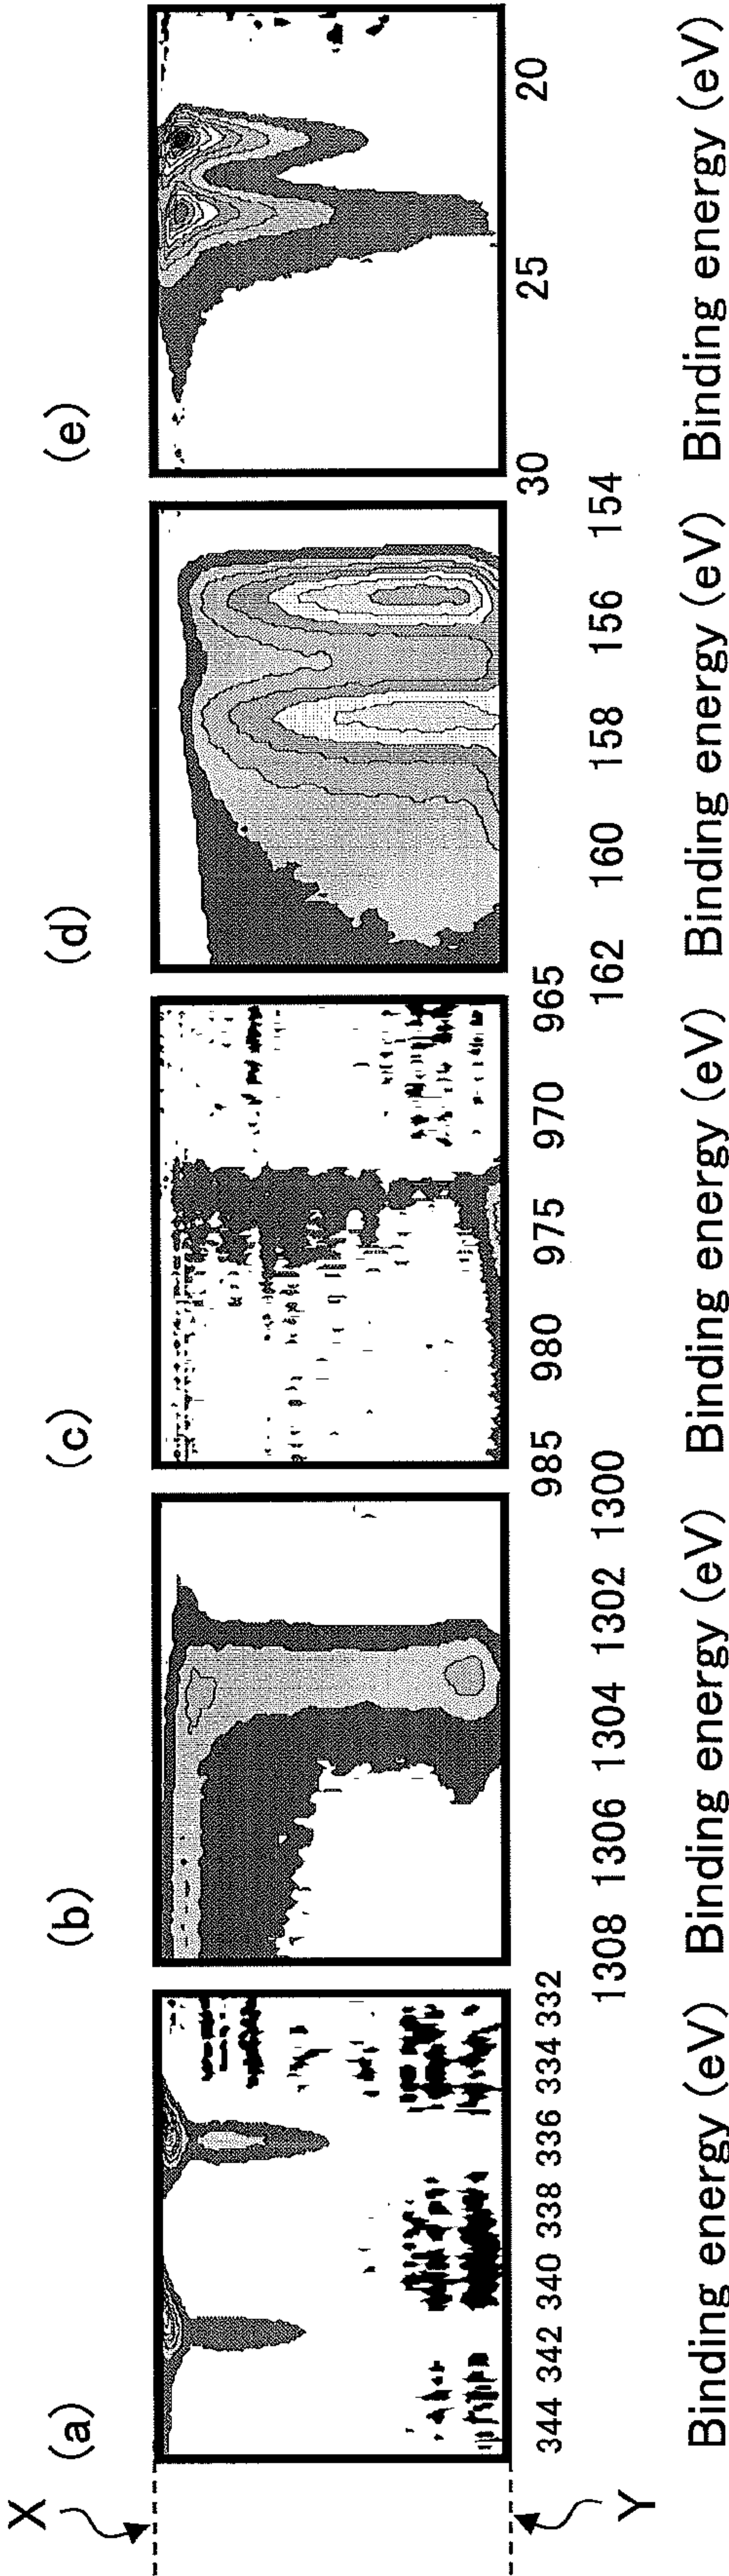 X
Y
(a)
344 342 340 338 336 334 332
Binding energy (eV)
(b)
1308 1306 1304 1302 1300
Binding energy (eV)
(c)
985 980 975 970 965
Binding energy (eV)
(d)
162 160 158 156 154
Binding energy (eV)
(e)
30 25 20
Binding energy (eV)